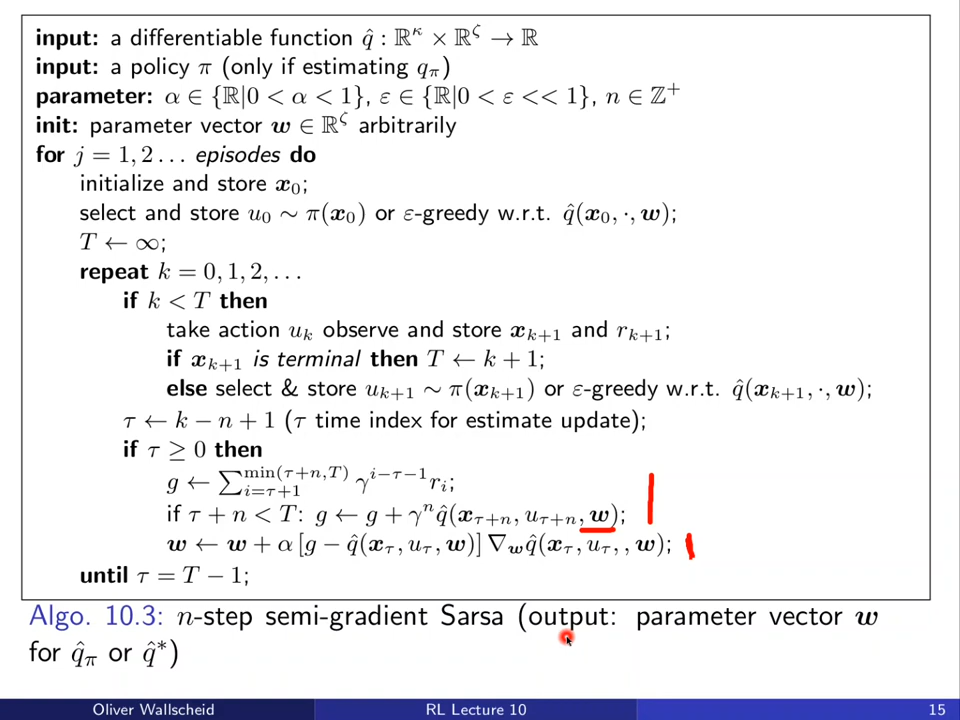 input: a differentiable function q̂ : ℝ^κ × ℝ^ζ → ℝ
input: a policy π (only if estimating q_π)
parameter: α ∈ {ℝ|0 < α < 1}, ε ∈ {ℝ|0 < ε << 1}, n ∈ ℤ⁺
init: parameter vector w ∈ ℝ^ζ arbitrarily
for j = 1, 2 . . . episodes do
initialize and store x₀;
select and store u₀ ∼ π(x₀) or ε-greedy w.r.t. q̂(x₀, ·, w);
T ← ∞;
repeat k = 0, 1, 2, . . .
if k < T then
take action u_k observe and store x_{k+1} and r_{k+1};
if x_{k+1} is terminal then T ← k + 1;
else select & store u_{k+1} ∼ π(x_{k+1}) or ε-greedy w.r.t. q̂(x_{k+1}, ·, w);
τ ← k − n + 1 (τ time index for estimate update);
if τ ≥ 0 then
g ← ∑_{i=τ+1}^{min(τ+n,T)} γ^{i−τ−1} r_i;
if τ + n < T: g ← g + γ^n q̂(x_{τ+n}, u_{τ+n}, w);
w ← w + α [g − q̂(x_τ, u_τ, w)] ∇_w q̂(x_τ, u_τ, , w);
until τ = T − 1;
Algo. 10.3: n-step semi-gradient Sarsa (output: parameter vector w
for q̂_π or q̂*)
Oliver Wallscheid RL Lecture 10 15